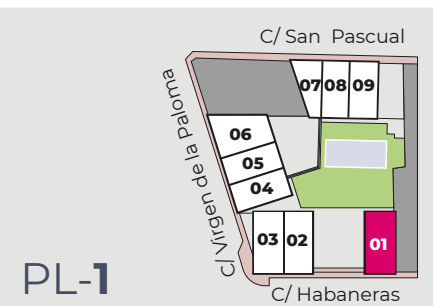 C/ San Pascual
07 08 09
C/ Virgen de la Paloma
06
05
04
03 02
01
PL-1
C/ Habaneras